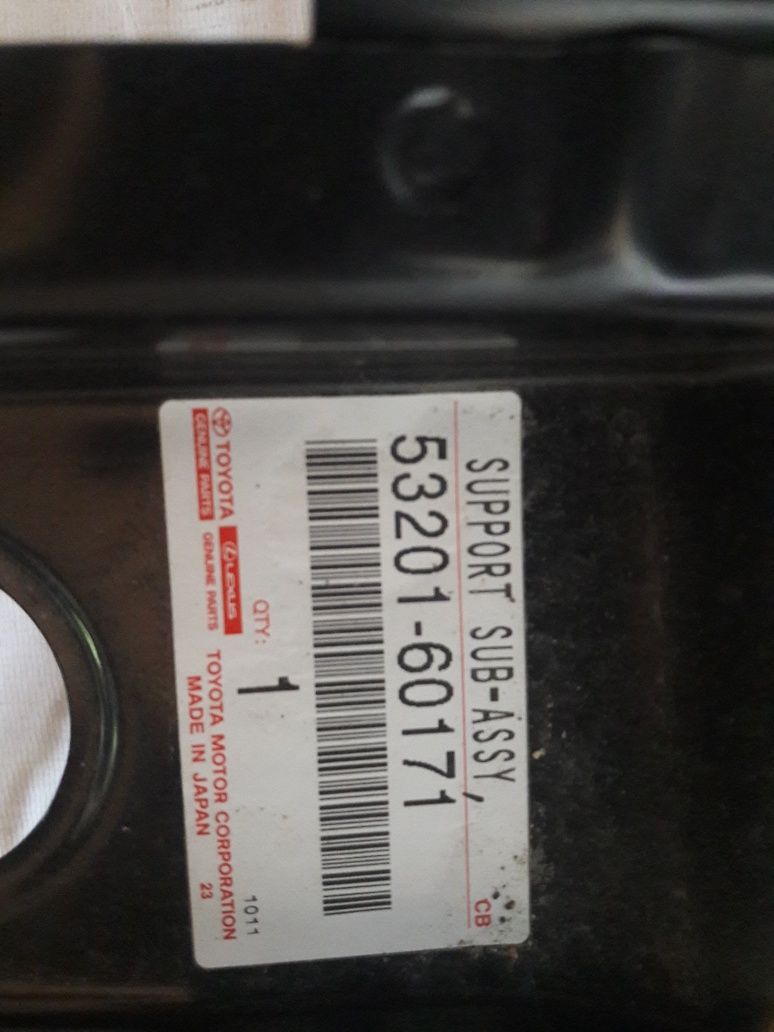 SUPPORT SUB-ASSY, CB
53201-60171
QTY: 1
TOYOTA LEXUS 1011
GENUINE PARTS GENUINE PARTS TOYOTA MOTOR CORPORATION
MADE IN JAPAN 23